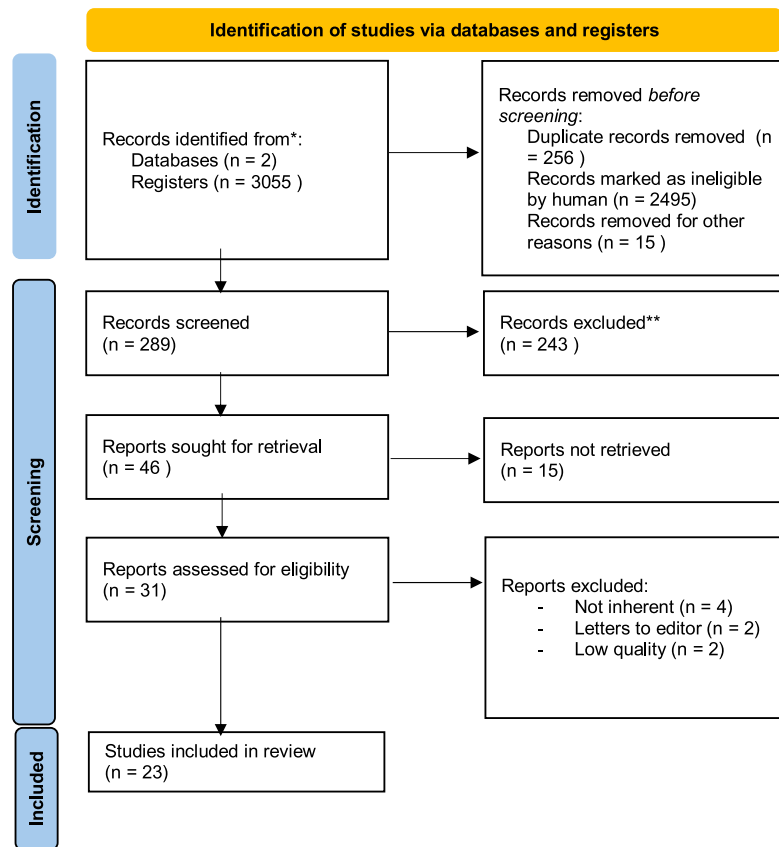 Identification of studies via databases and registers
Identification
Records identified from*:
Databases (n = 2)
Registers (n = 3055 )
Records removed before
screening:
Duplicate records removed (n
= 256 )
Records marked as ineligible
by human (n = 2495)
Records removed for other
reasons (n = 15 )
Screening
Records screened
(n = 289)
Records excluded**
(n = 243 )
Reports sought for retrieval
(n = 46 )
Reports not retrieved
(n = 15)
Reports assessed for eligibility
(n = 31)
Reports excluded:
- Not inherent (n = 4)
- Letters to editor (n = 2)
- Low quality (n = 2)
Included
Studies included in review
(n = 23)